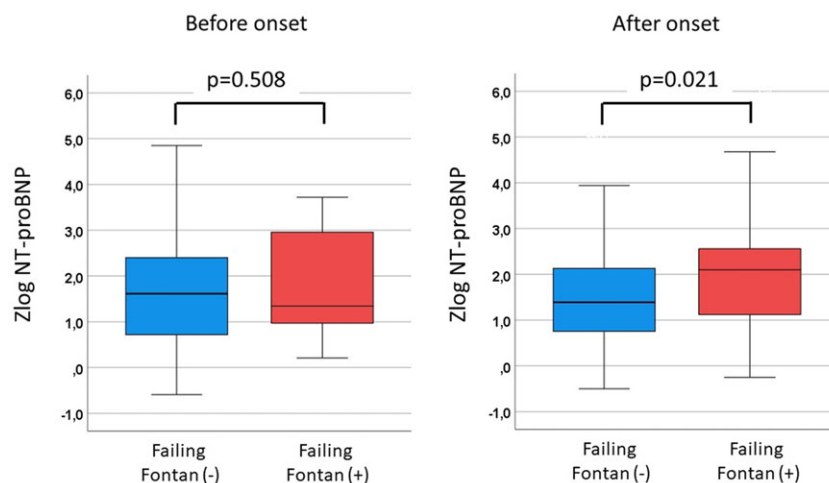 Before onset
p=0.508
Zlog NT-proBNP
6,0
5,0
4,0
3,0
2,0
1,0
,0
-1,0
Failing
Fontan (-)
Failing
Fontan (+)
After onset
p=0.021
Zlog NT-proBNP
6,0
5,0
4,0
3,0
2,0
1,0
,0
-1,0
Failing
Fontan (-)
Failing
Fontan (+)